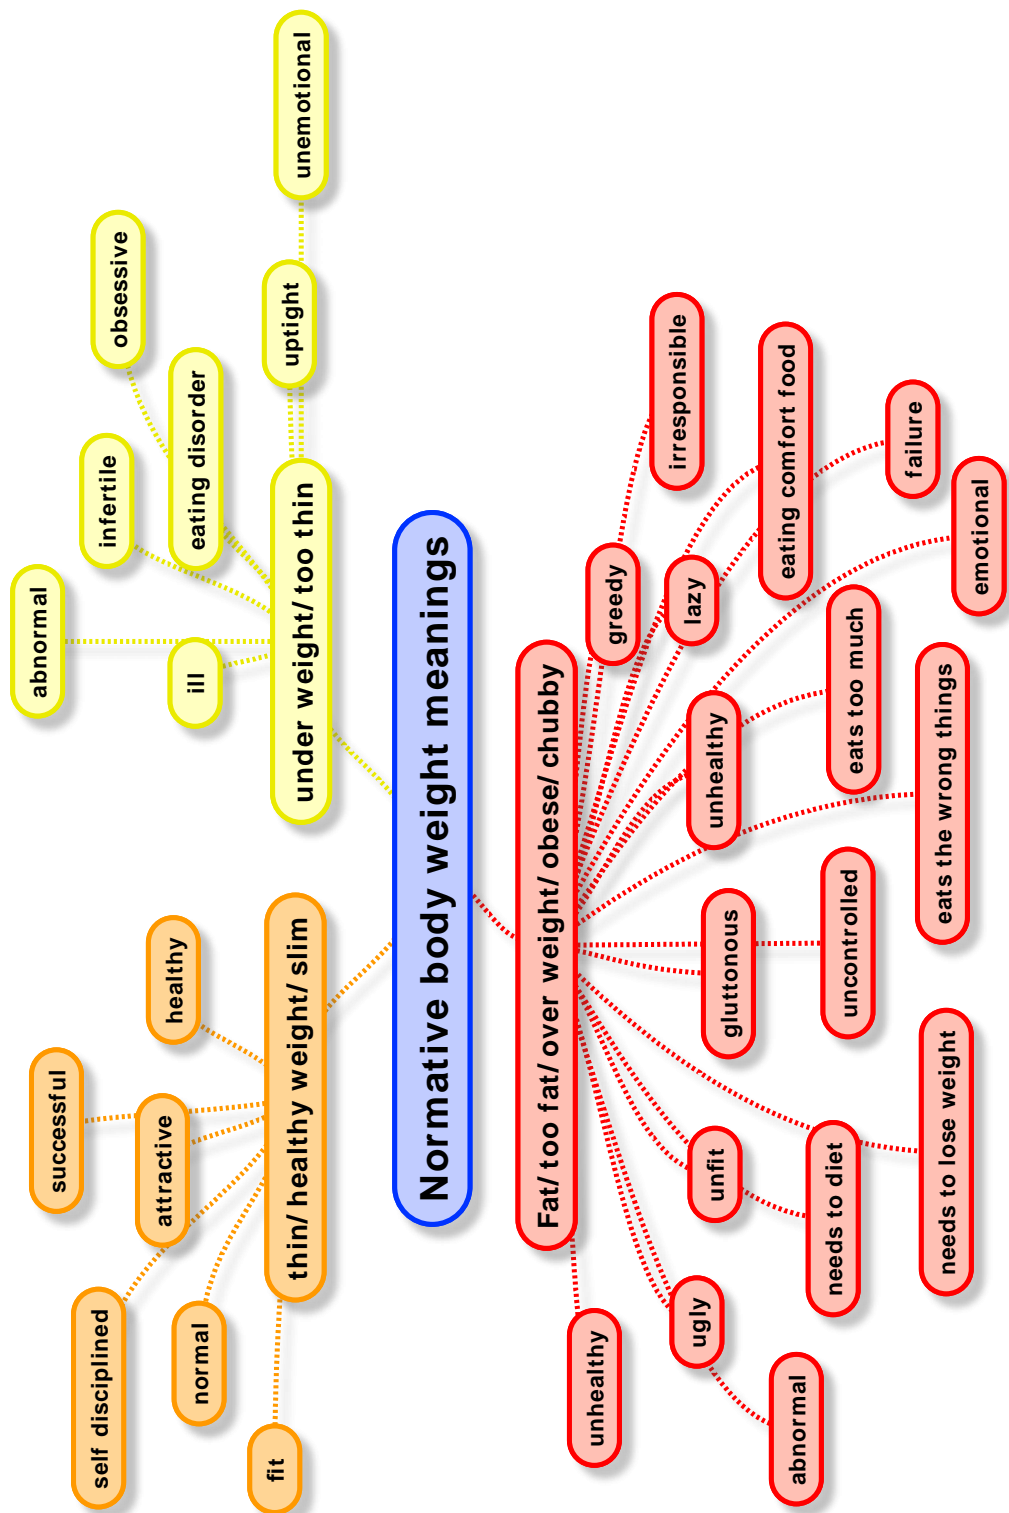 unemotional
obsessive
uptight
eating disorder
infertile
abnormal
ill
under weight/ too thin
Normative body weight meanings
thin/ healthy weight/ slim
healthy
successful
attractive
self disciplined
normal
fit
Fat/ too fat/ over weight/ obese/ chubby
irresponsible
greedy
lazy
eating comfort food
failure
emotional
unhealthy
eats too much
eats the wrong things
gluttonous
uncontrolled
unfit
needs to diet
needs to lose weight
ugly
unhealthy
abnormal